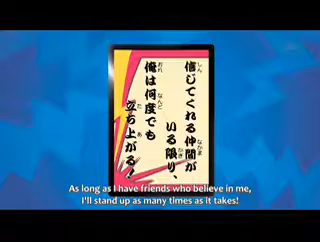 信じてくれる仲間が
いる限り、
俺は何度でも
立ち上がる!
As long as I have friends who believe in me,
I'll stand up as many times as it takes!